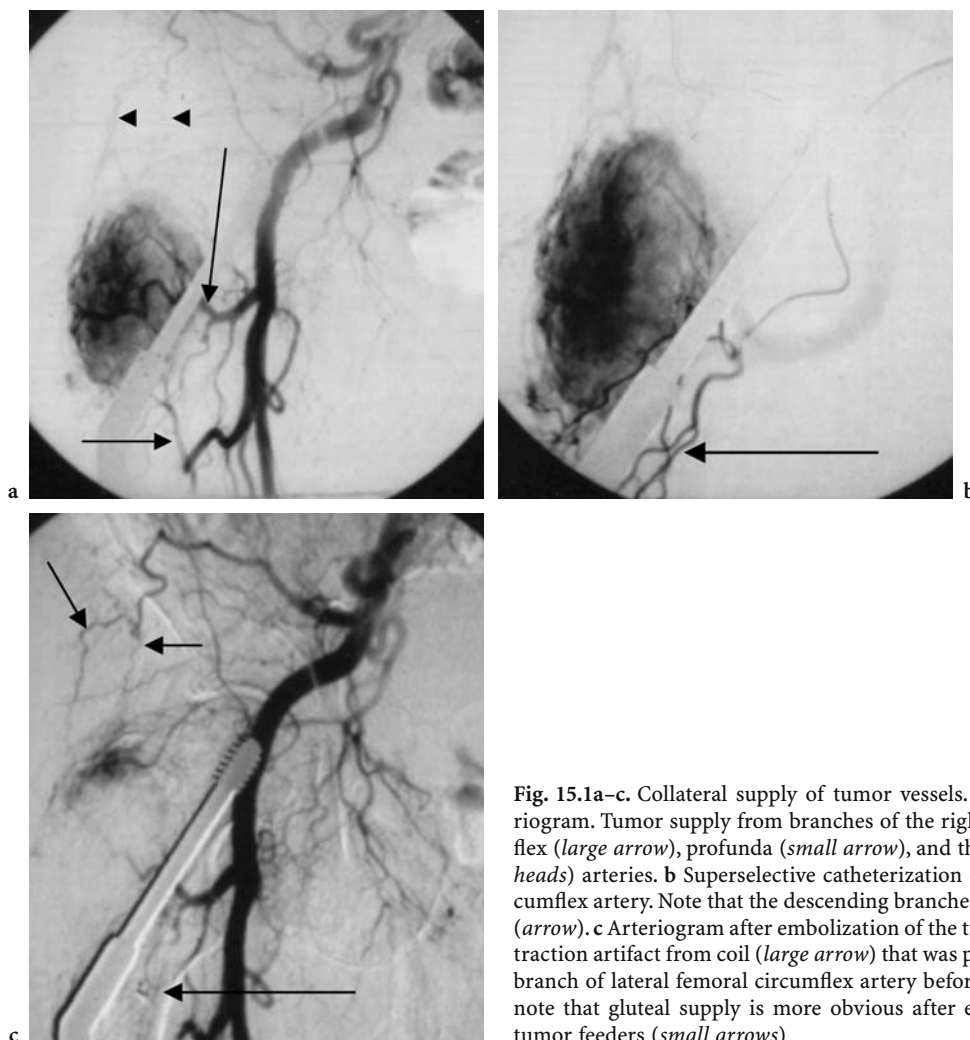 a
b
c
Fig. 15.1a–c. Collateral supply of tumor vessels.
riogram. Tumor supply from branches of the righ
flex (large arrow), profunda (small arrow), and th
heads) arteries. b Superselective catheterization
cumflex artery. Note that the descending branche
(arrow). c Arteriogram after embolization of the t
traction artifact from coil (large arrow) that was p
branch of lateral femoral circumflex artery befor
note that gluteal supply is more obvious after e
tumor feeders (small arrows)